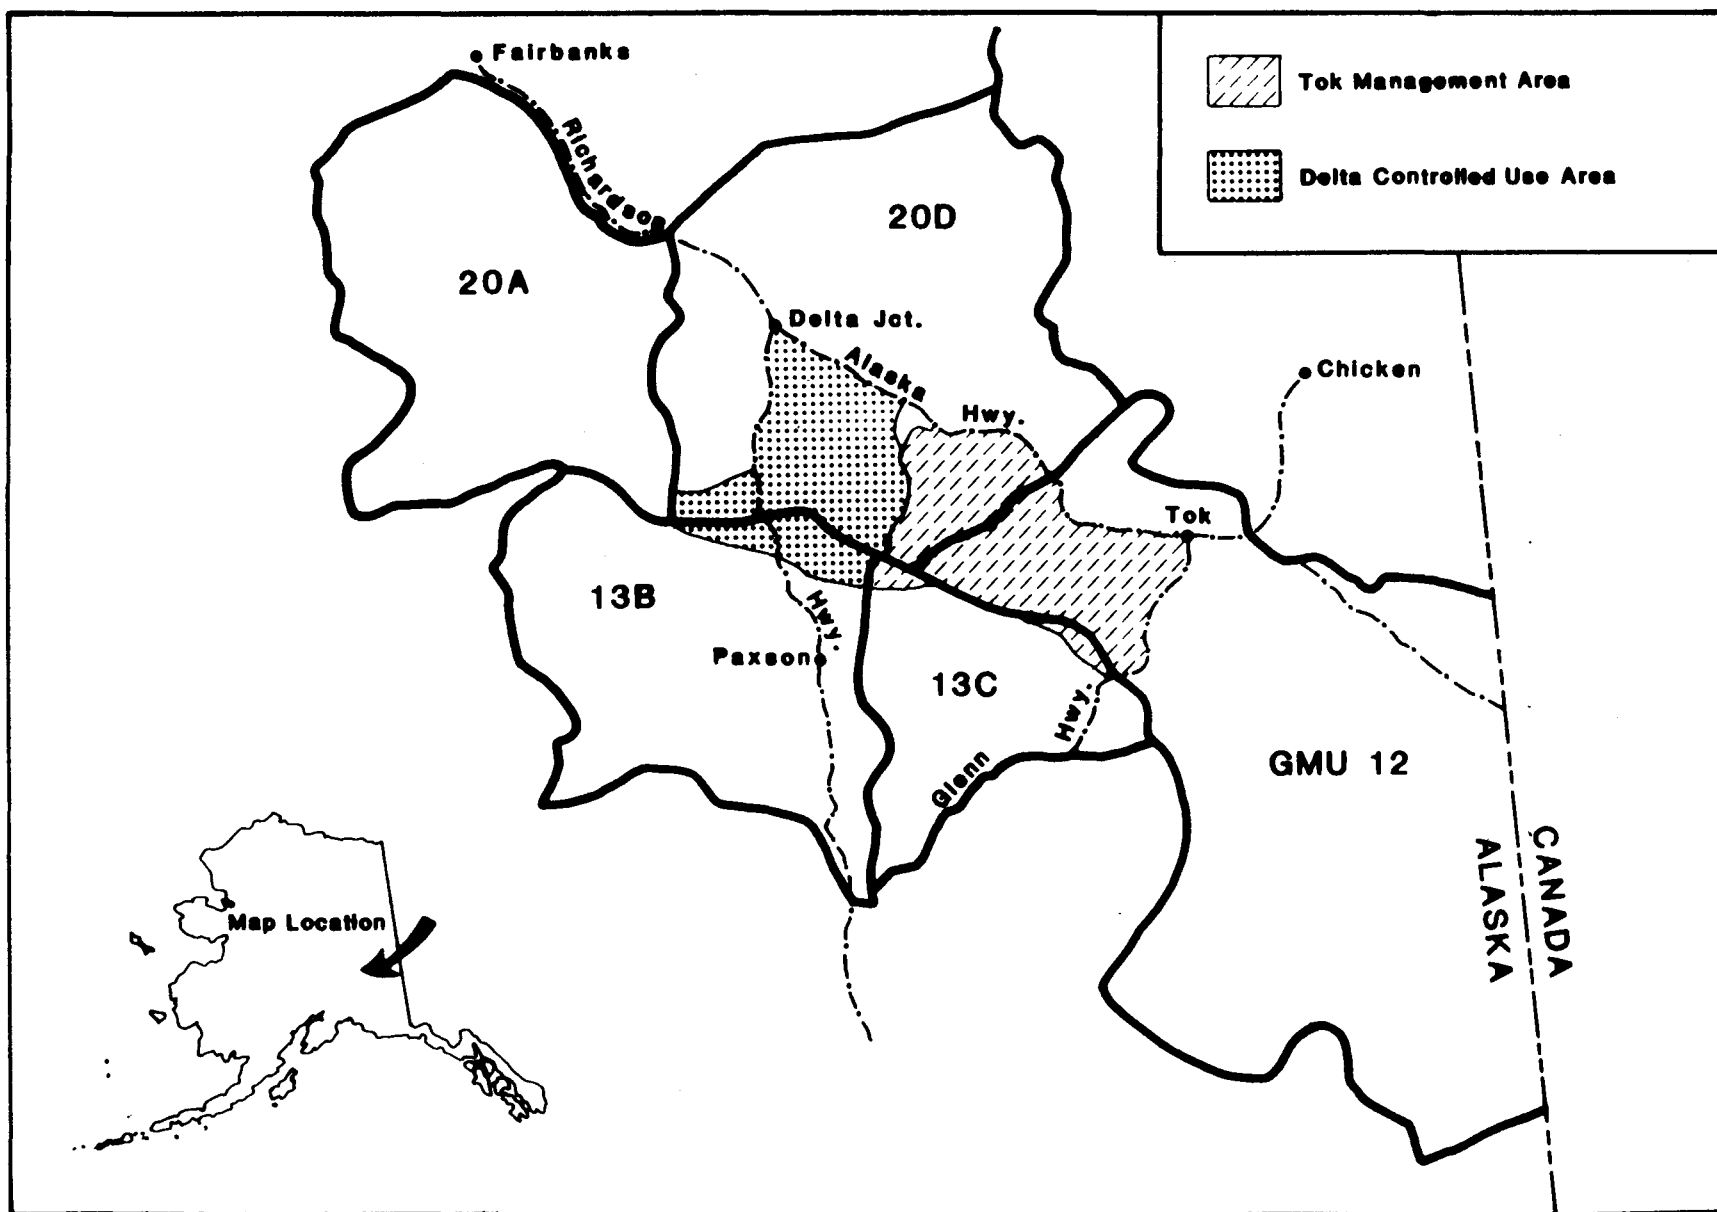 Fairbanks
Tok Management Area
Richardson
Delta Controlled Use Area
20D
20A
Delta Jct.
Alaska
Chicken
Hwy.
Tok
13B
Hwy.
Paxson
13C
Hwy.
GMU 12
Glenn
CANADA
ALASKA
Map Location